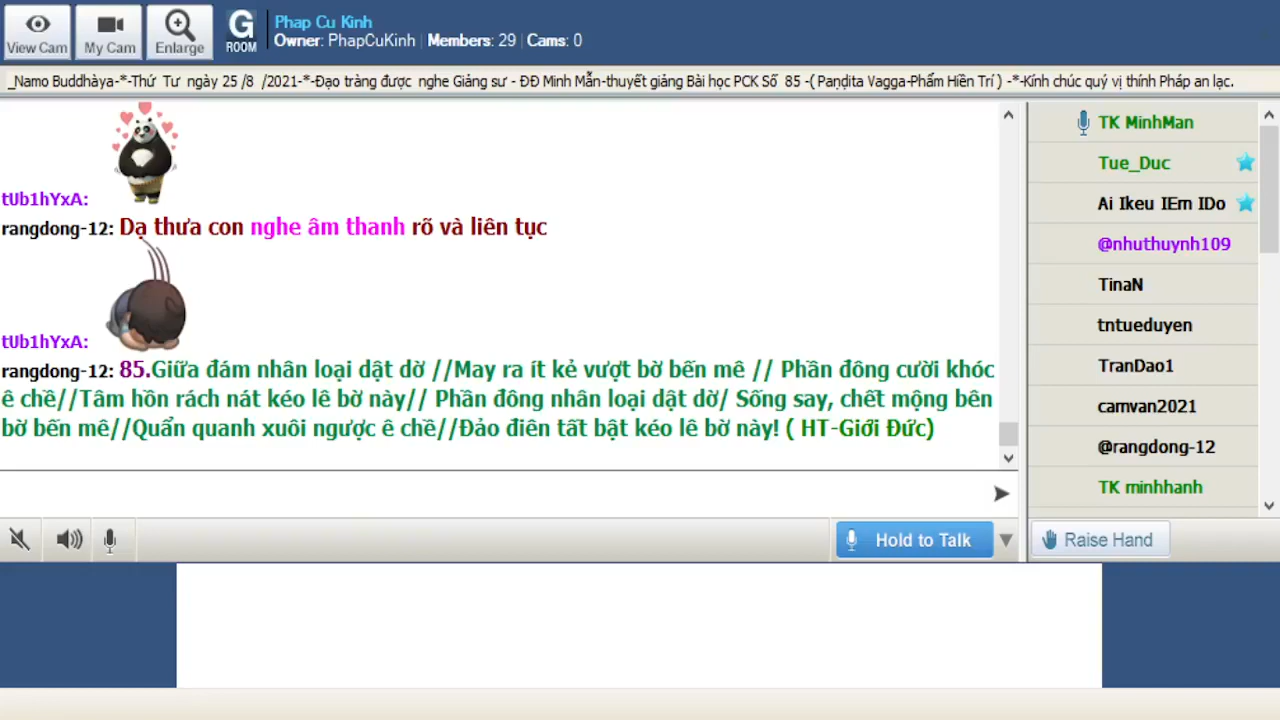 View Cam
My Cam
Enlarge
G
ROOM
Phap Cu Kinh
Owner: PhapCuKinh | Members: 29 | Cams: 0
_Namo Buddhàya-*-Thứ Tư ngày 25 /8 /2021-*-Đạo tràng được nghe Giảng sư - ĐĐ Minh Mẫn-thuyết giảng Bài học PCK Số 85 -( Paṇḍita Vagga-Phẩm Hiền Trí ) -*-Kính chúc quý vị thính Pháp an lạc.
tUb1hYxA:
rangdong-12: Dạ thưa con nghe âm thanh rõ và liên tục
tUb1hYxA:
rangdong-12: 85.Giữa đám nhân loại dật dờ //May ra ít kẻ vượt bờ bến mê // Phần đông cười khóc
ê chề//Tâm hồn rách nát kéo lê bờ này// Phần đông nhân loại dật dờ/ Sống say, chết mộng bên
bờ bến mê//Quẩn quanh xuôi ngược ê chề//Đảo điên tất bật kéo lê bờ này! ( HT-Giới Đức)
TK MinhMan
Tue_Duc
Ai Ikeu IEm IDo
@nhuthuynh109
TinaN
tntueduyen
TranDao1
camvan2021
@rangdong-12
TK minhhanh
Hold to Talk
Raise Hand